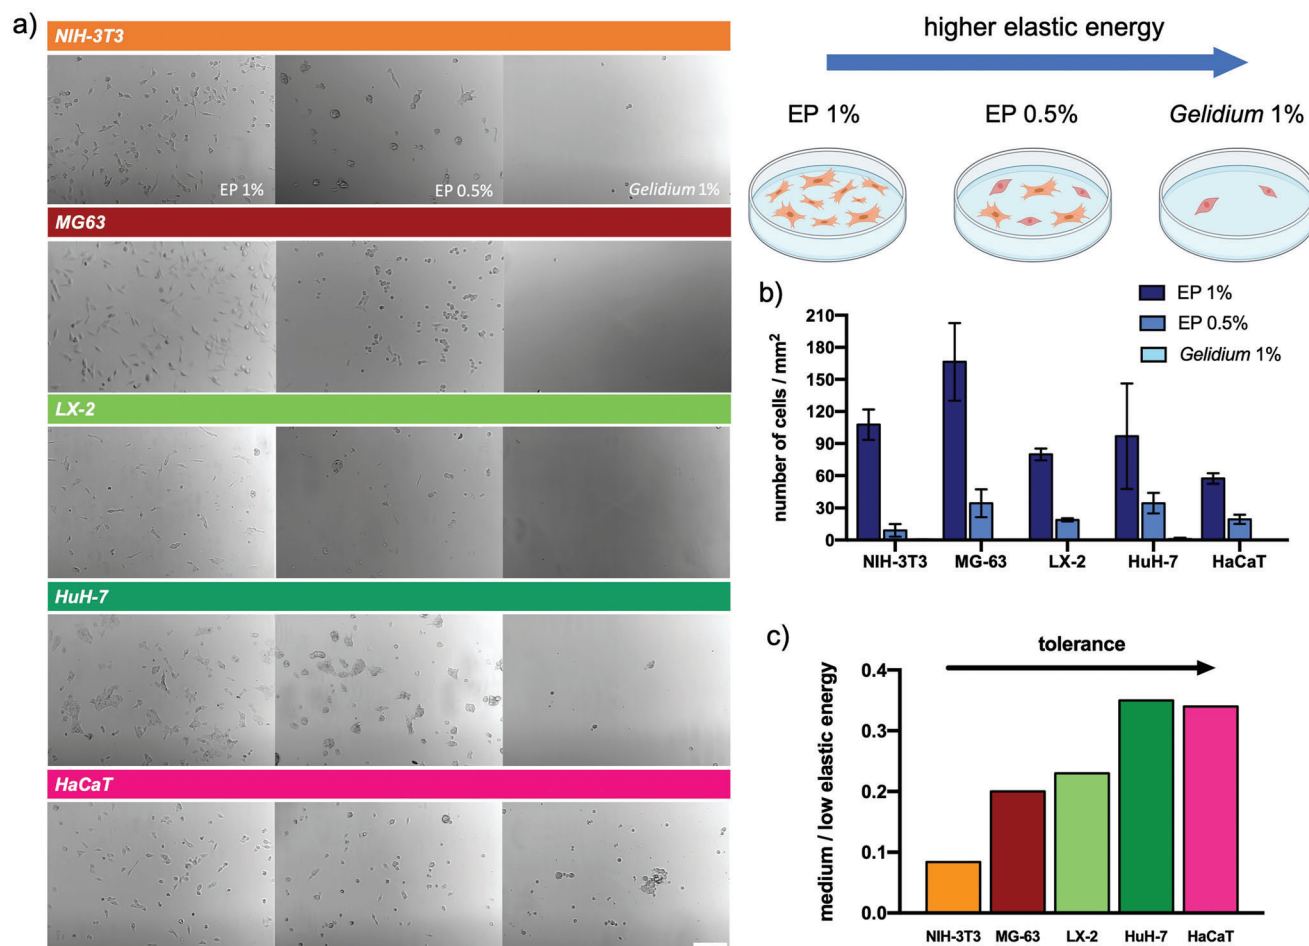 a)
NIH-3T3
EP 1%
EP 0.5%
Gelidium 1%
MG63
LX-2
HuH-7
HaCaT
higher elastic energy
EP 1%
EP 0.5%
Gelidium 1%
b)
EP 1%
EP 0.5%
Gelidium 1%
number of cells / mm²
210
180
150
120
90
60
30
0
NIH-3T3
MG-63
LX-2
HuH-7
HaCaT
c)
tolerance
medium / low elastic energy
0.4
0.3
0.2
0.1
0.0
NIH-3T3
MG-63
LX-2
HuH-7
HaCaT